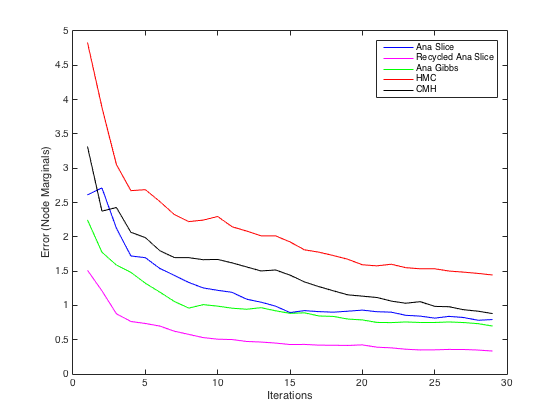 5
4.5
4
3.5
3
2.5
2
1.5
1
0.5
0
0 5 10 15 20 25 30
Error (Node Marginals)
Iterations
Ana Slice
Recycled Ana Slice
Ana Gibbs
HMC
CMH